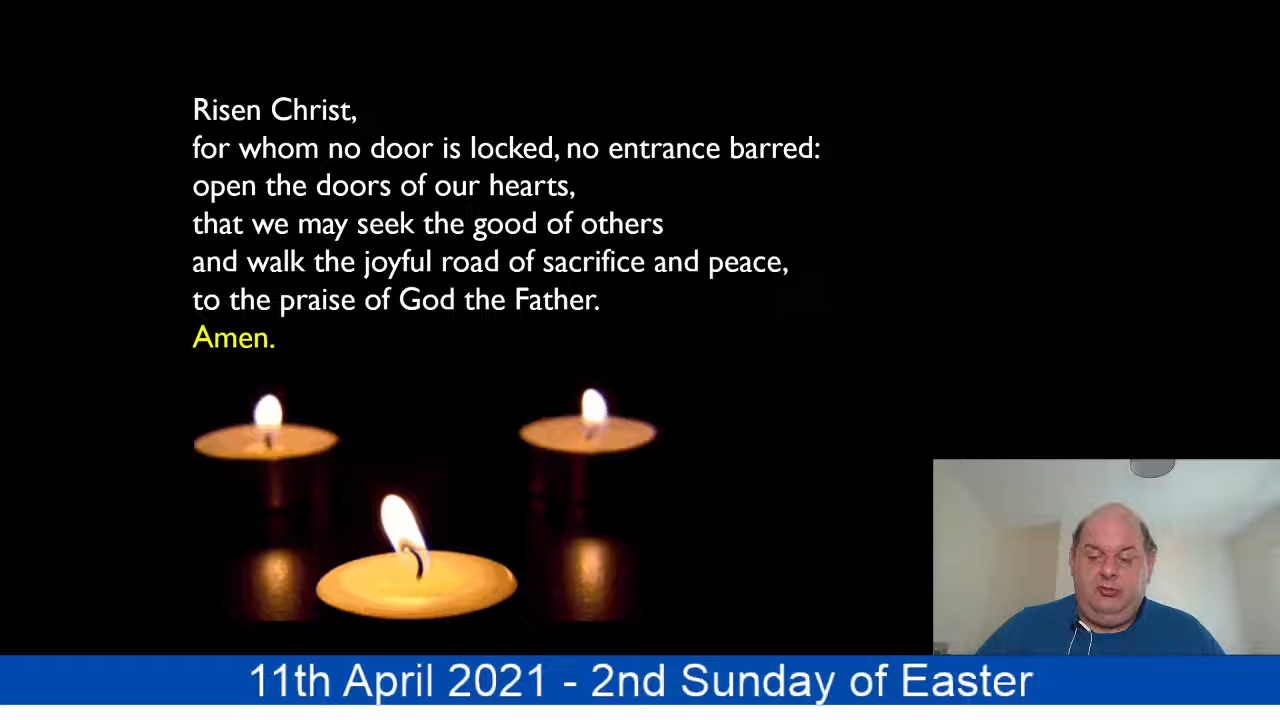 Risen Christ,
for whom no door is locked, no entrance barred:
open the doors of our hearts,
that we may seek the good of others
and walk the joyful road of sacrifice and peace,
to the praise of God the Father.
Amen.
11th April 2021 - 2nd Sunday of Easter